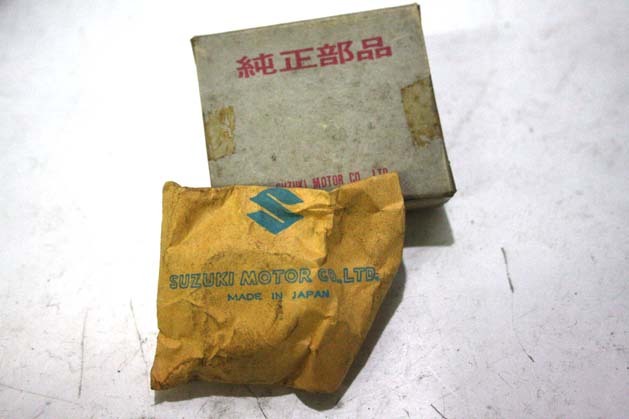 純正部品
SUZUKI MOTOR CO., LTD.
SUZUKI MOTOR CO., LTD.
MADE IN JAPAN